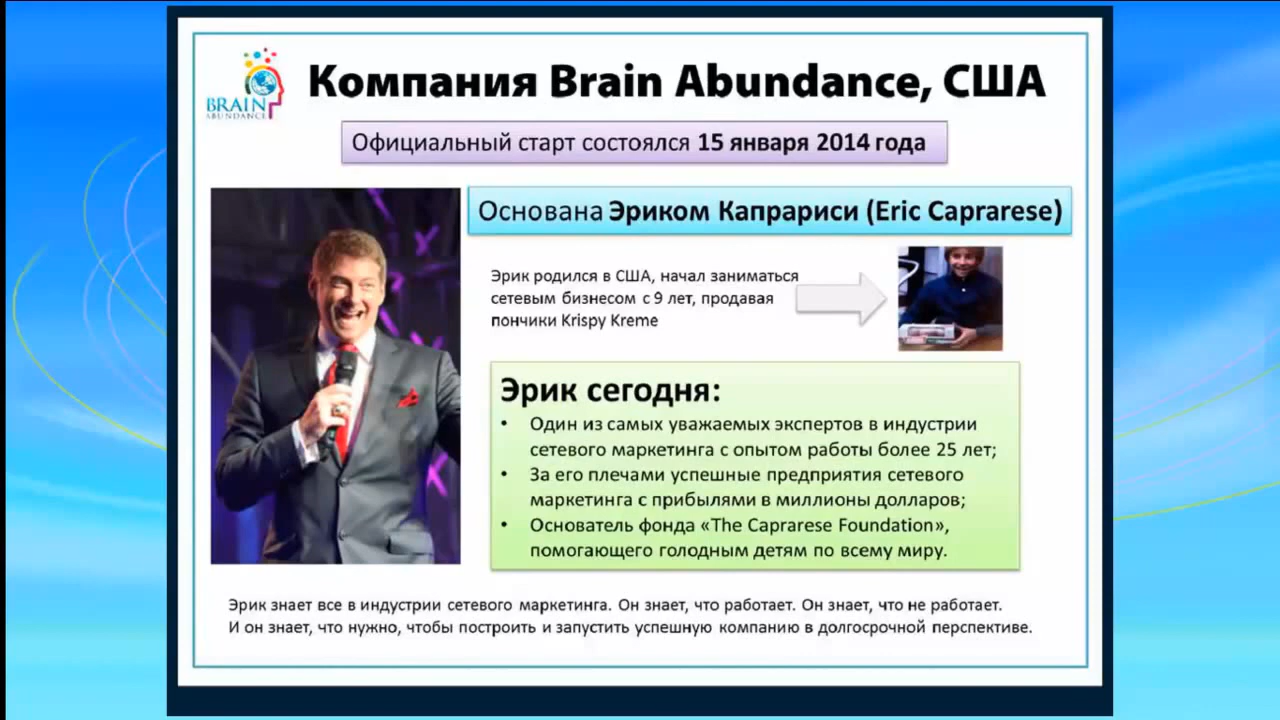 BRAIN
ABUNDANCE
Компания Brain Abundance, США
Официальный старт состоялся 15 января 2014 года
Основана Эриком Капрариси (Eric Caprarese)
Эрик родился в США, начал заниматься
сетевым бизнесом с 9 лет, продавая
пончики Krispy Kreme
Эрик сегодня:
• Один из самых уважаемых экспертов в индустрии
сетевого маркетинга с опытом работы более 25 лет;
• За его плечами успешные предприятия сетевого
маркетинга с прибылями в миллионы долларов;
• Основатель фонда «The Caprarese Foundation»,
помогающего голодным детям по всему миру.
Эрик знает все в индустрии сетевого маркетинга. Он знает, что работает. Он знает, что не работает.
И он знает, что нужно, чтобы построить и запустить успешную компанию в долгосрочной перспективе.